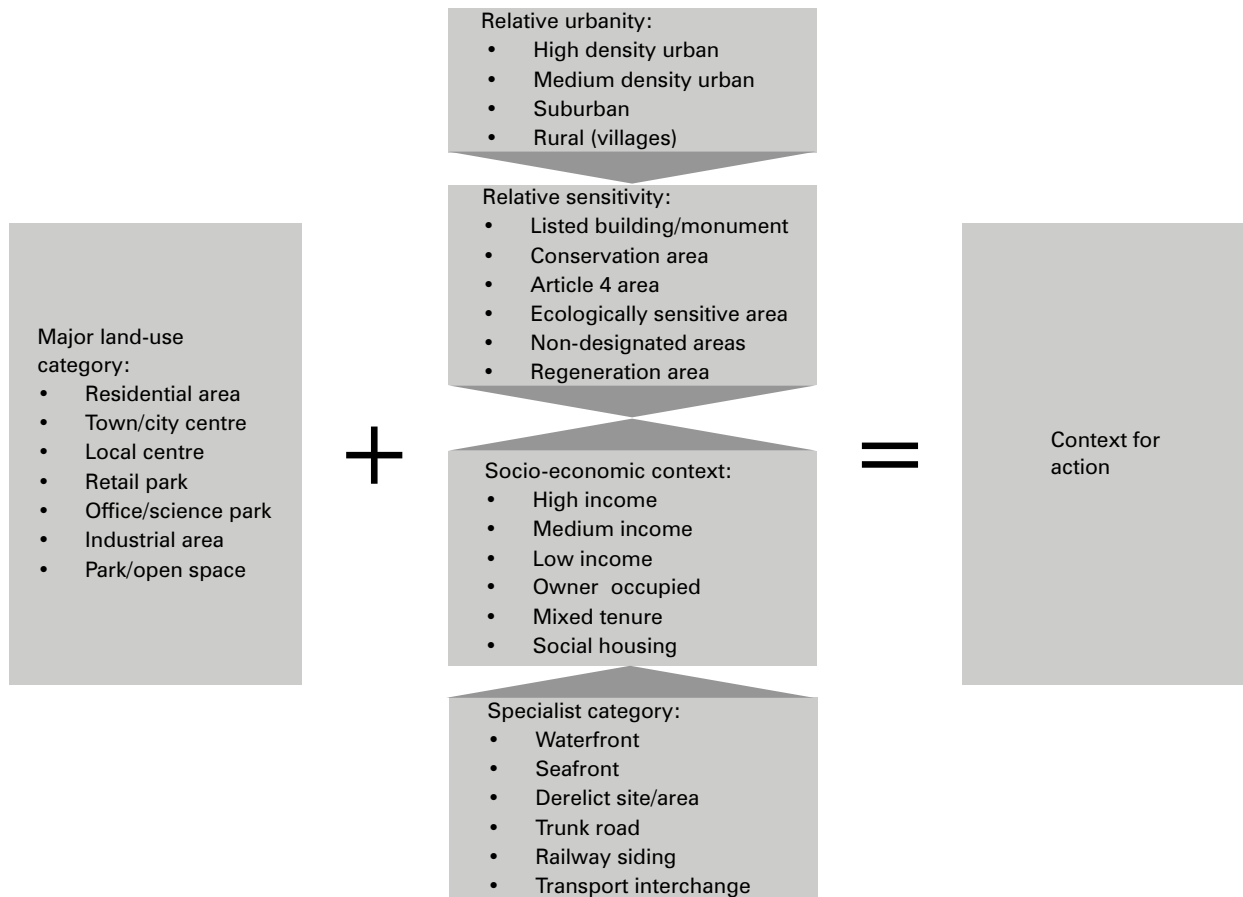 Relative urbanity:
• High density urban
• Medium density urban
• Suburban
• Rural (villages)
Relative sensitivity:
• Listed building/monument
• Conservation area
• Article 4 area
• Ecologically sensitive area
• Non-designated areas
• Regeneration area
Major land-use
category:
• Residential area
• Town/city centre
• Local centre
• Retail park
• Office/science park
• Industrial area
• Park/open space
+
Socio-economic context:
• High income
• Medium income
• Low income
• Owner occupied
• Mixed tenure
• Social housing
=
Context for
action
Specialist category:
• Waterfront
• Seafront
• Derelict site/area
• Trunk road
• Railway siding
• Transport interchange